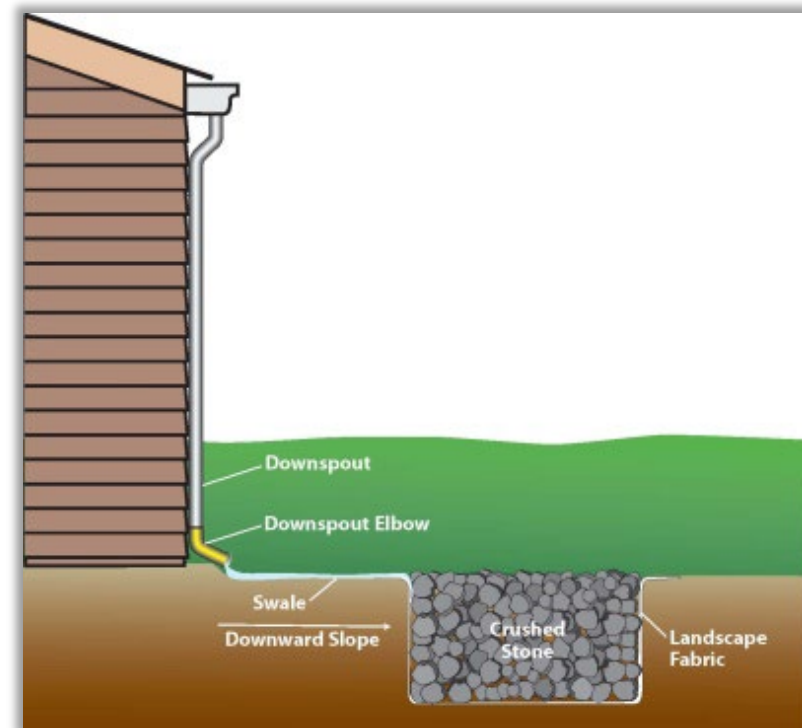 Downspout
Downspout Elbow
Swale
Downward Slope
Crushed
Stone
Landscape
Fabric